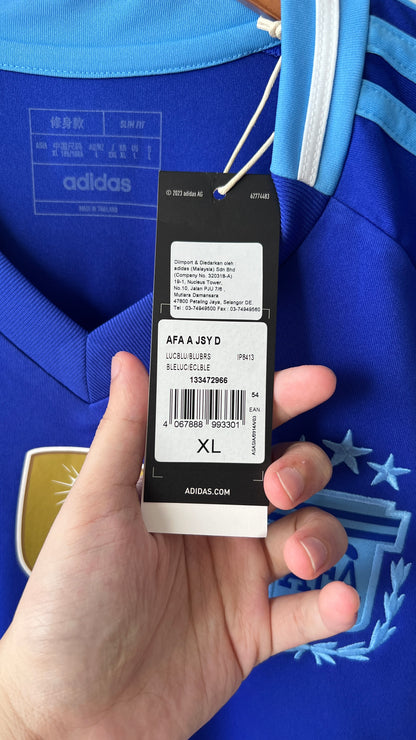 修身款
SLIM FIT
adidas
MADE IN THAILAND
© 2023 adidas AG
67774483
Diimport & Diedarkan oleh :
adidas (Malaysia) Sdn Bhd
(Company No. 320318-A)
19-1, Nucleus Tower,
No.10, Jalan PJU 7/6 ,
Mutiara Damansara
47800 Petaling Jaya, Selangor DE.
Tel : 03-74949500 Fax : 03-74949560
AFA A JSY D
LUCBLU/BLUBRS IP8413
BLELUC/ECLBLE
133472966
54
EAN
4 067888 993301
XL
ADIDAS.COM
AFA